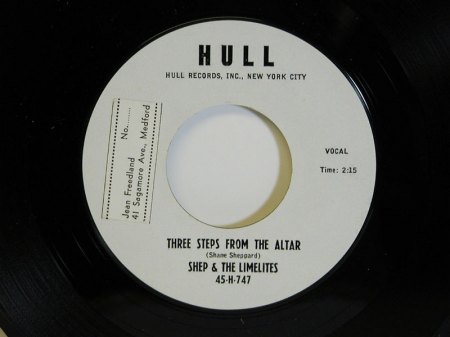 HULL
HULL RECORDS, INC., NEW YORK CITY
No.......
Jean Freedland
41 Sagamore Ave., Medford
VOCAL
Time: 2:15
THREE STEPS FROM THE ALTAR
(Shane Sheppard)
SHEP & THE LIMELITES
45-H-747